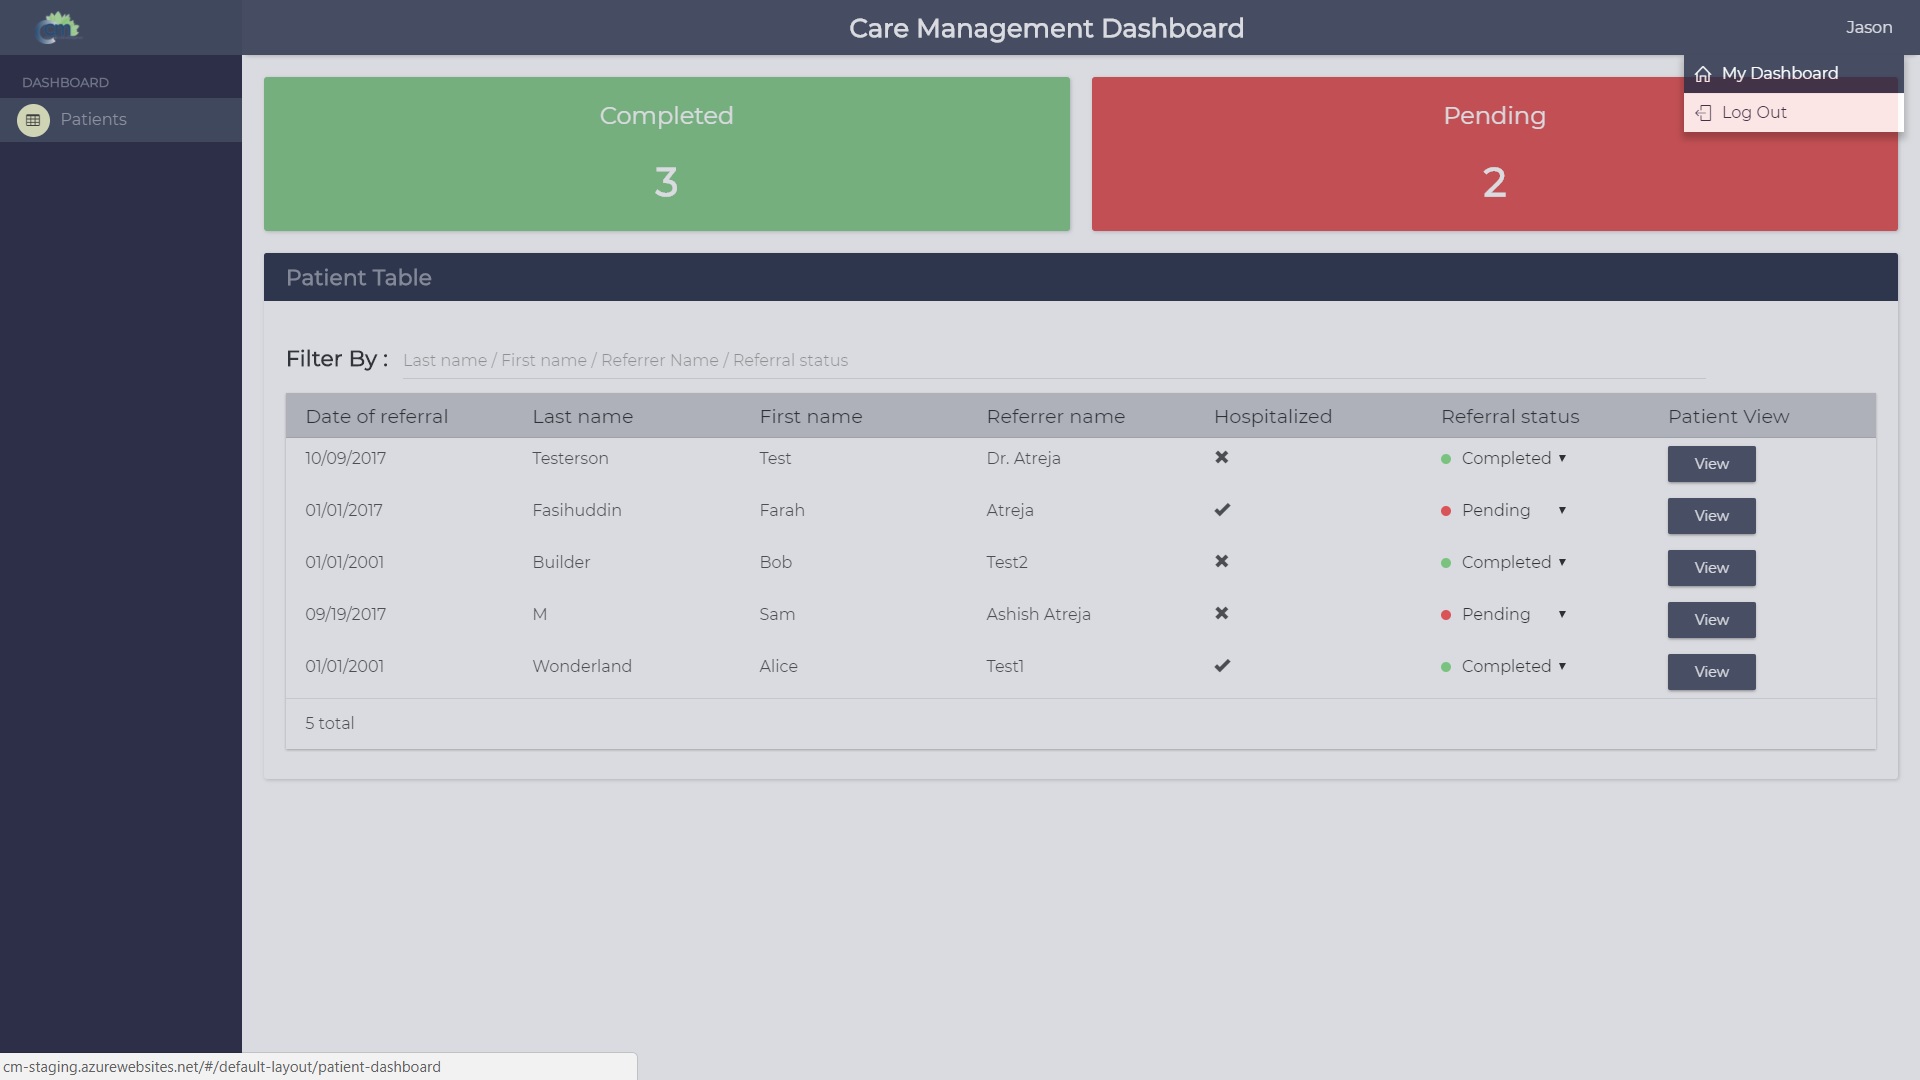 Care Management Dashboard
Jason
My Dashboard
Log Out
DASHBOARD
Patients
Completed
3
Pending
2
Patient Table
Filter By : Last name / First name / Referrer Name / Referral status
Date of referral Last name First name Referrer name Hospitalized Referral status Patient View
10/09/2017 Testerson Test Dr. Atreja ✖ Completed ▾ View
01/01/2017 Fasihuddin Farah Atreja ✔ Pending ▾ View
01/01/2001 Builder Bob Test2 ✖ Completed ▾ View
09/19/2017 M Sam Ashish Atreja ✖ Pending ▾ View
01/01/2001 Wonderland Alice Test1 ✔ Completed ▾ View
5 total
cm-staging.azurewebsites.net/#/default-layout/patient-dashboard